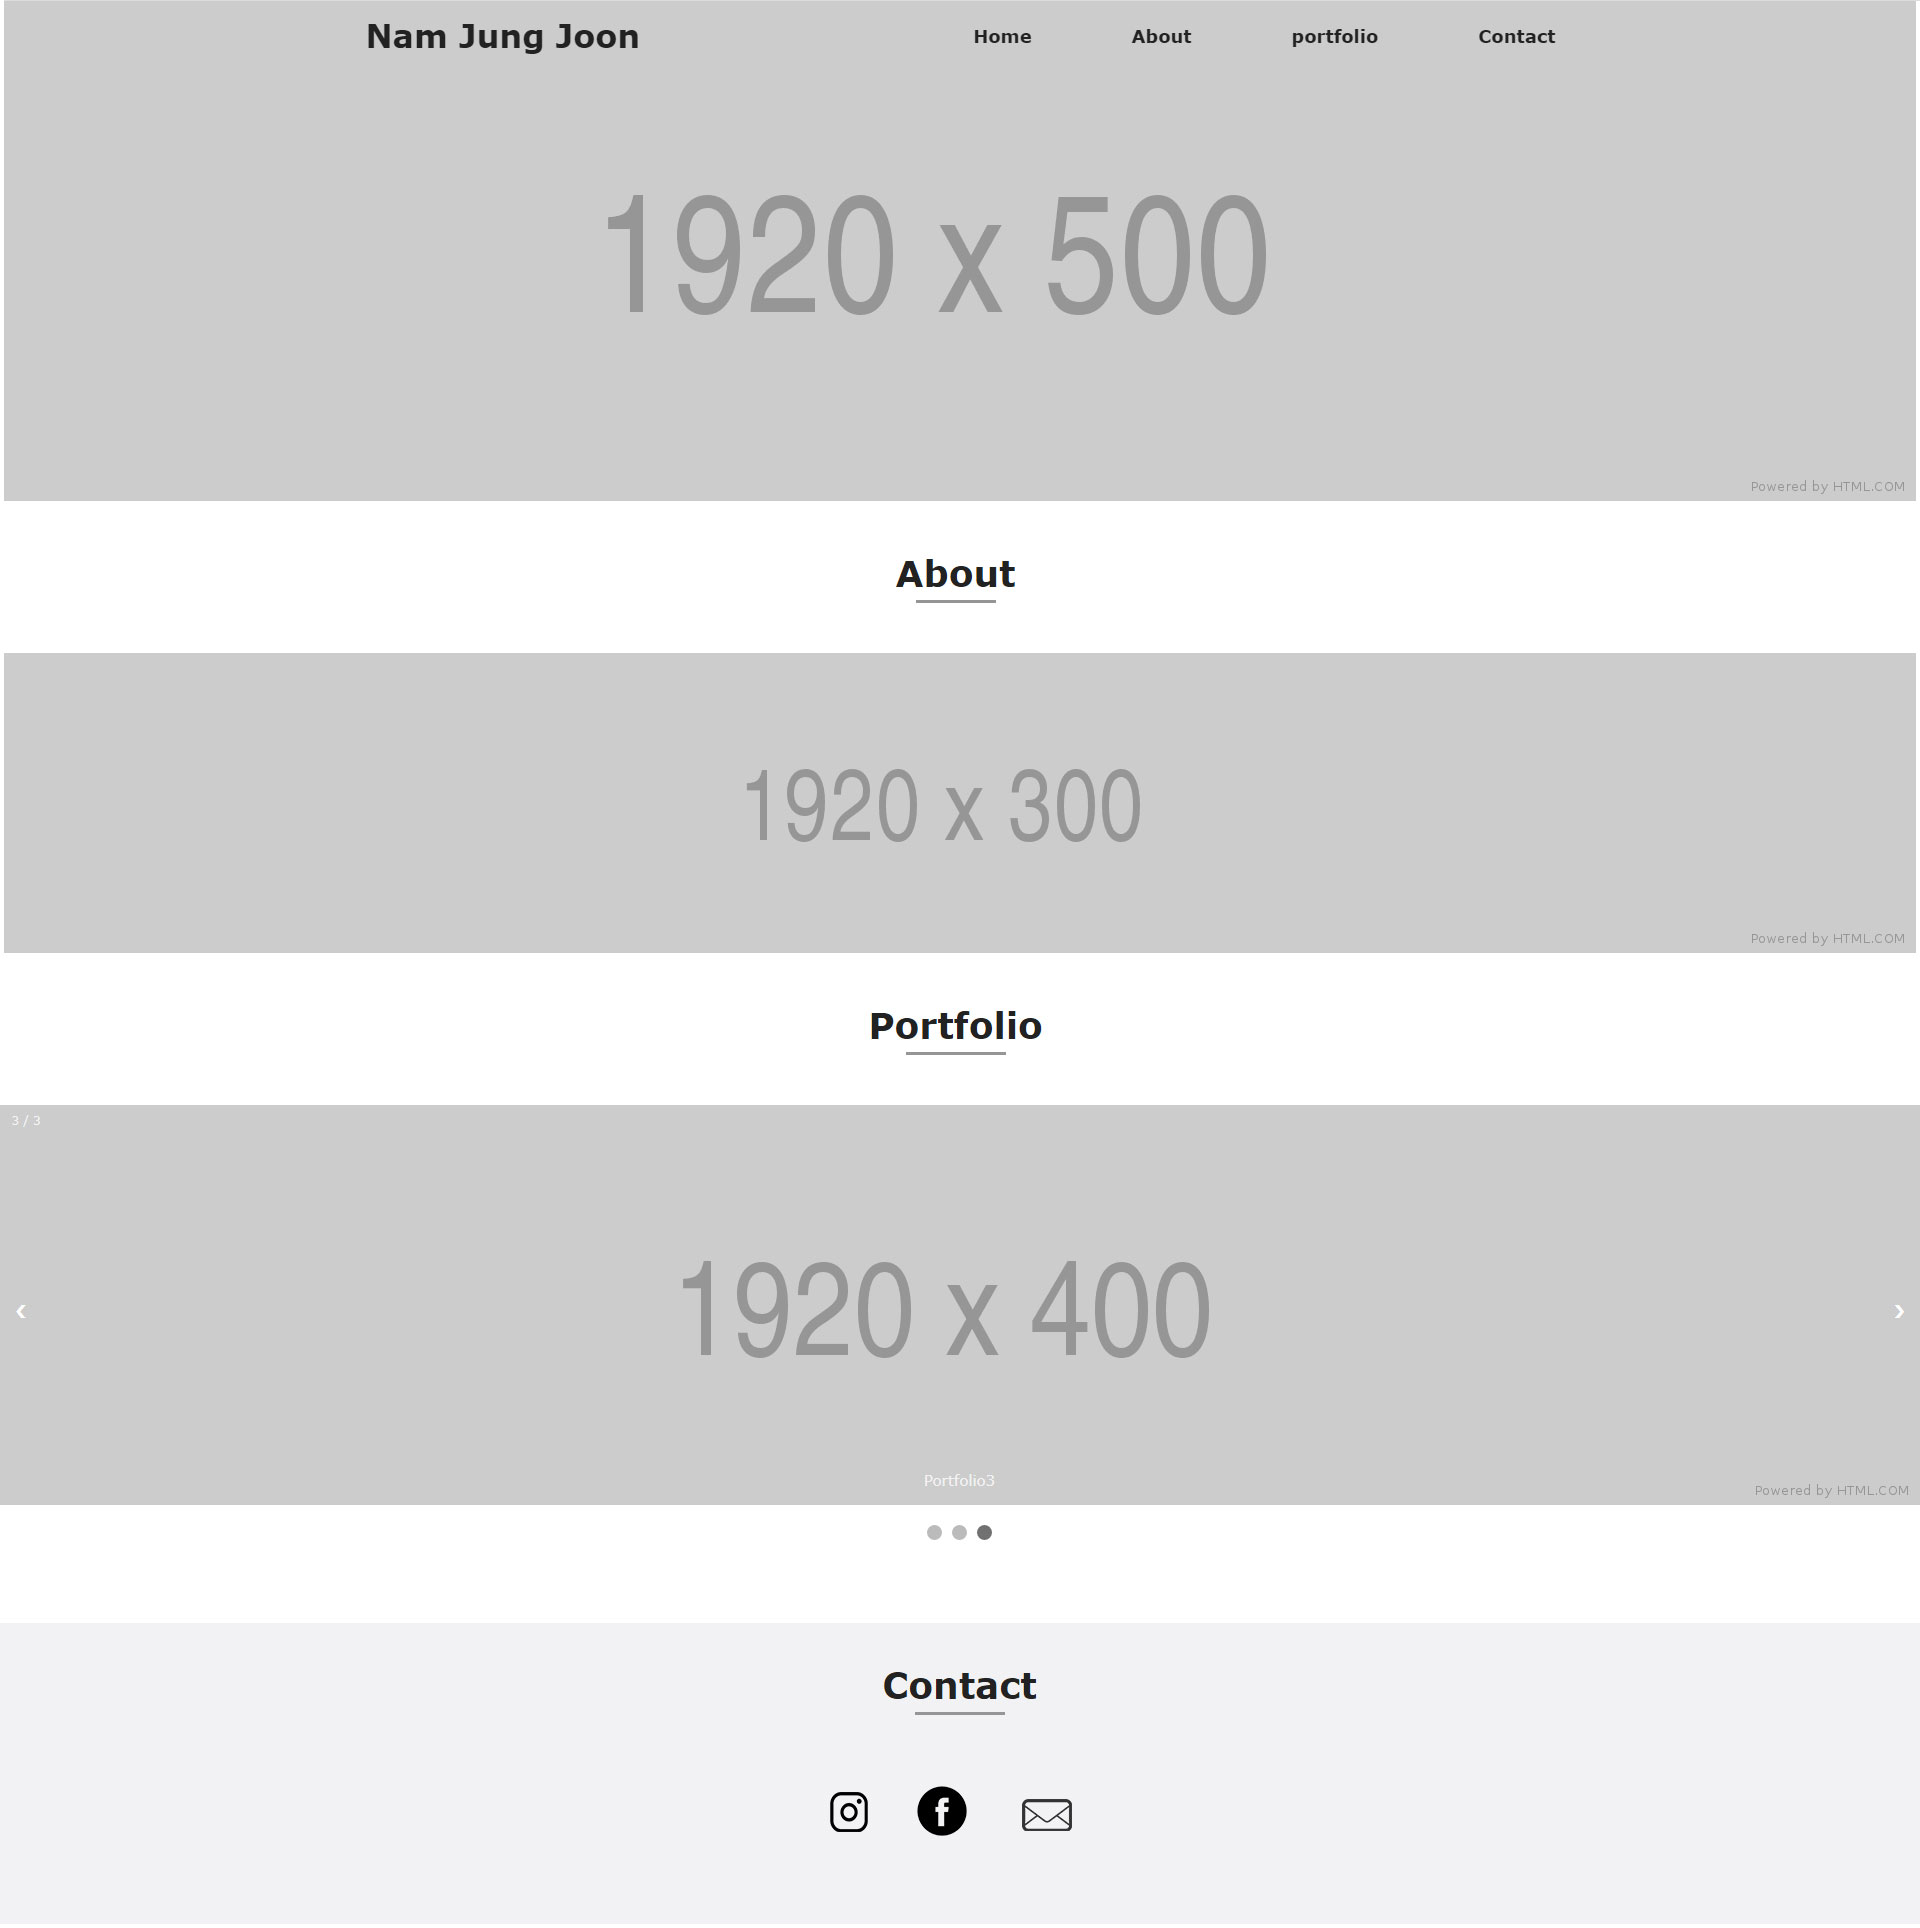 Nam Jung Joon
Home
About
portfolio
Contact
1920 x 500
Powered by HTML.COM
About
1920 x 300
Powered by HTML.COM
Portfolio
3 / 3
‹
1920 x 400
›
Portfolio3
Powered by HTML.COM
Contact